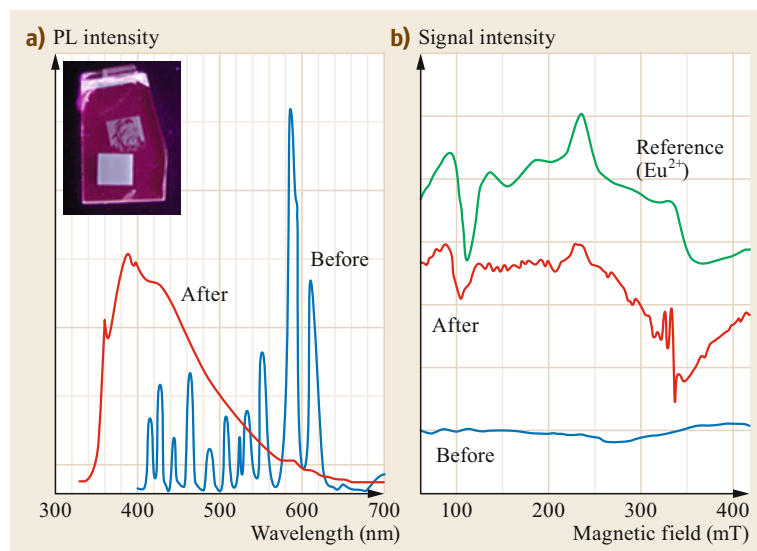 a) PL intensity
After
Before
300 400 500 600 700
Wavelength (nm)
b) Signal intensity
Reference
(Eu²⁺)
After
Before
100 200 300 400
Magnetic field (mT)